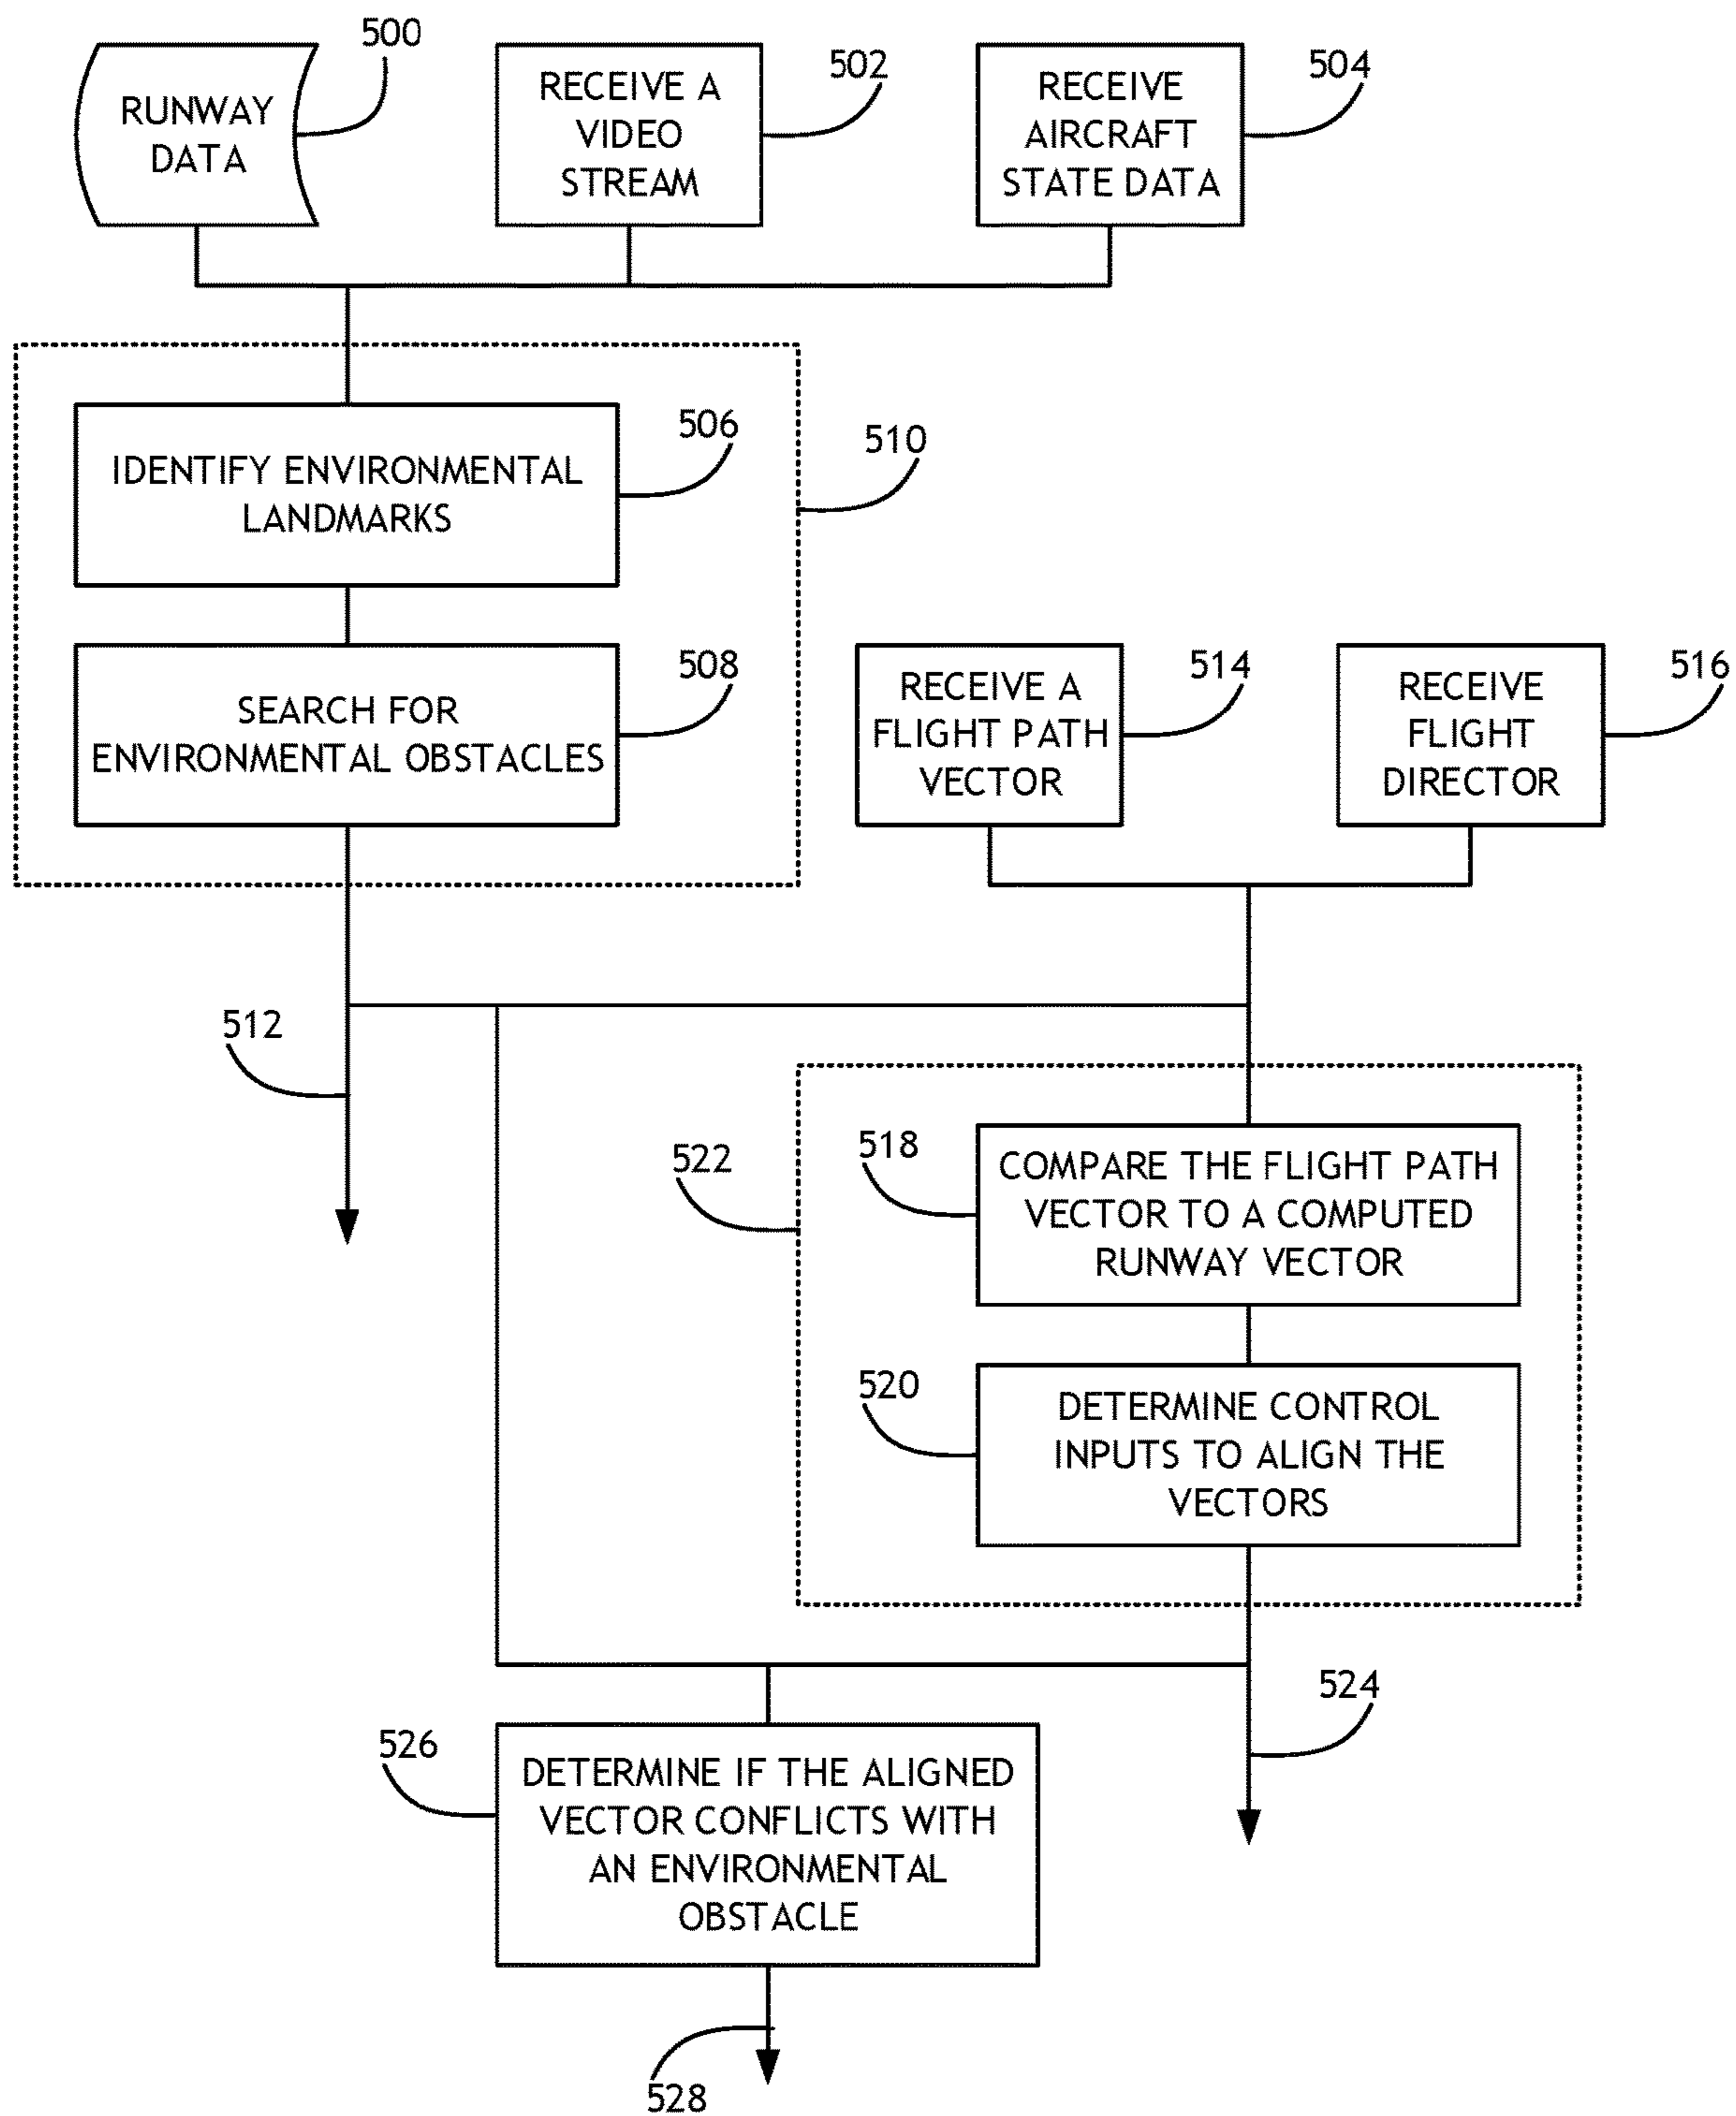 500
RUNWAY
DATA
502
RECEIVE A
VIDEO
STREAM
504
RECEIVE
AIRCRAFT
STATE DATA
506
IDENTIFY ENVIRONMENTAL
LANDMARKS
510
508
SEARCH FOR
ENVIRONMENTAL OBSTACLES
514
RECEIVE A
FLIGHT PATH
VECTOR
516
RECEIVE
FLIGHT
DIRECTOR
512
522
518
COMPARE THE FLIGHT PATH
VECTOR TO A COMPUTED
RUNWAY VECTOR
520
DETERMINE CONTROL
INPUTS TO ALIGN THE
VECTORS
524
526
DETERMINE IF THE ALIGNED
VECTOR CONFLICTS WITH
AN ENVIRONMENTAL
OBSTACLE
528